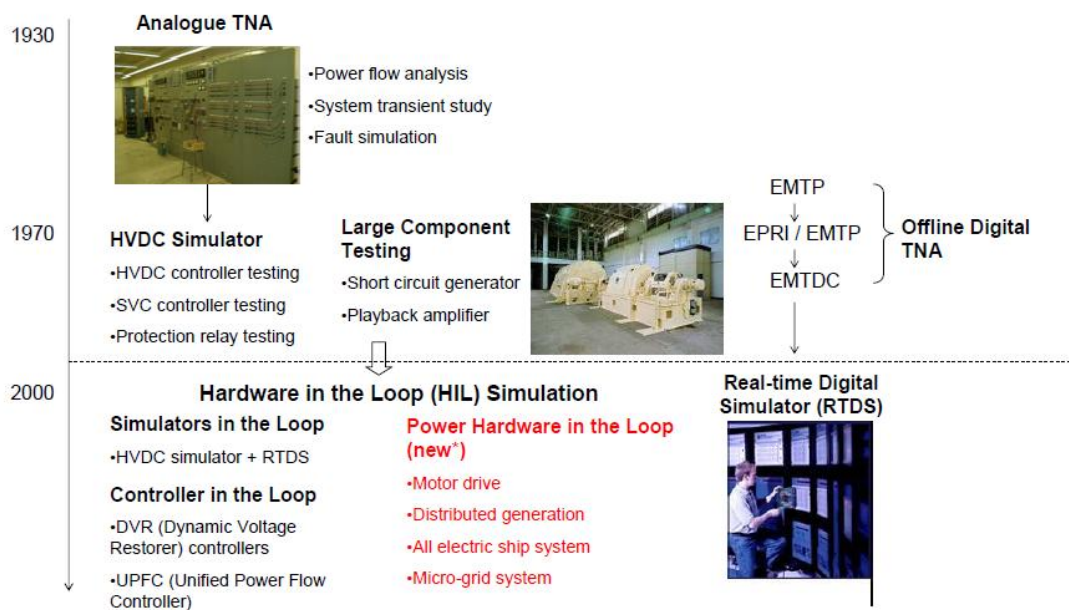 1930
Analogue TNA
•Power flow analysis
•System transient study
•Fault simulation
1970
HVDC Simulator
•HVDC controller testing
•SVC controller testing
•Protection relay testing
Large Component
Testing
•Short circuit generator
•Playback amplifier
EMTP
EPRI / EMTP
EMTDC
Offline Digital
TNA
2000
Hardware in the Loop (HIL) Simulation
Simulators in the Loop
•HVDC simulator + RTDS
Controller in the Loop
•DVR (Dynamic Voltage
Restorer) controllers
•UPFC (Unified Power Flow
Controller)
Power Hardware in the Loop
(new*)
•Motor drive
•Distributed generation
•All electric ship system
•Micro-grid system
Real-time Digital
Simulator (RTDS)